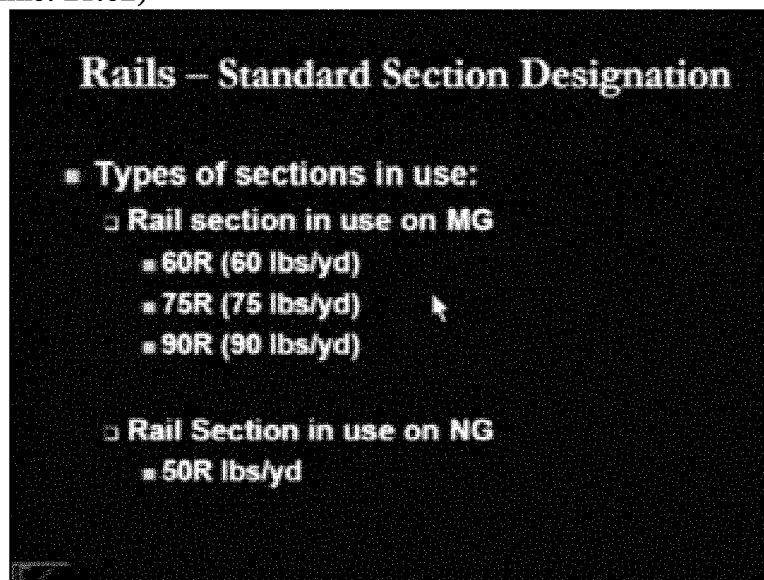 Rails – Standard Section Designation
Types of sections in use:
Rail section in use on MG
60R (60 lbs/yd)
75R (75 lbs/yd)
90R (90 lbs/yd)
Rail Section in use on NG
50R lbs/yd